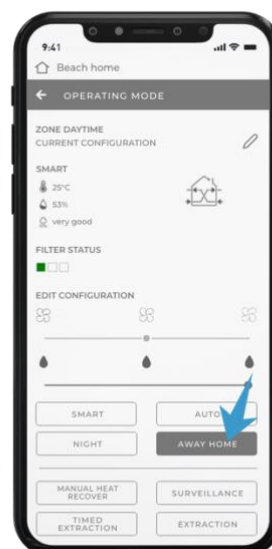 9:41
Beach home
OPERATING MODE
ZONE DAYTIME
CURRENT CONFIGURATION
SMART
25°C
53%
very good
FILTER STATUS
EDIT CONFIGURATION
SMART
AUTO
NIGHT
AWAY HOME
MANUAL HEAT
RECOVER
SURVEILLANCE
TIMED
EXTRACTION
EXTRACTION